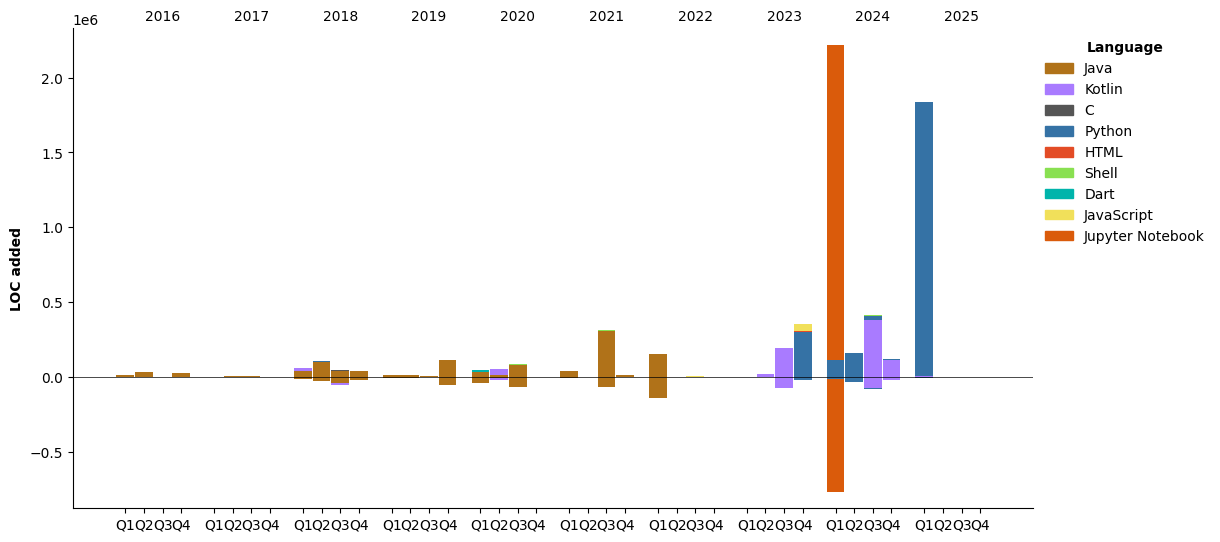 2016 2017 2018 2019 2020 2021 2022 2023 2024 2025
1e6
Language
Java
Kotlin
C
Python
HTML
Shell
Dart
JavaScript
Jupyter Notebook
LOC added
2.0
1.5
1.0
0.5
0.0
−0.5
Q1Q2Q3Q4 Q1Q2Q3Q4 Q1Q2Q3Q4 Q1Q2Q3Q4 Q1Q2Q3Q4 Q1Q2Q3Q4 Q1Q2Q3Q4 Q1Q2Q3Q4 Q1Q2Q3Q4 Q1Q2Q3Q4